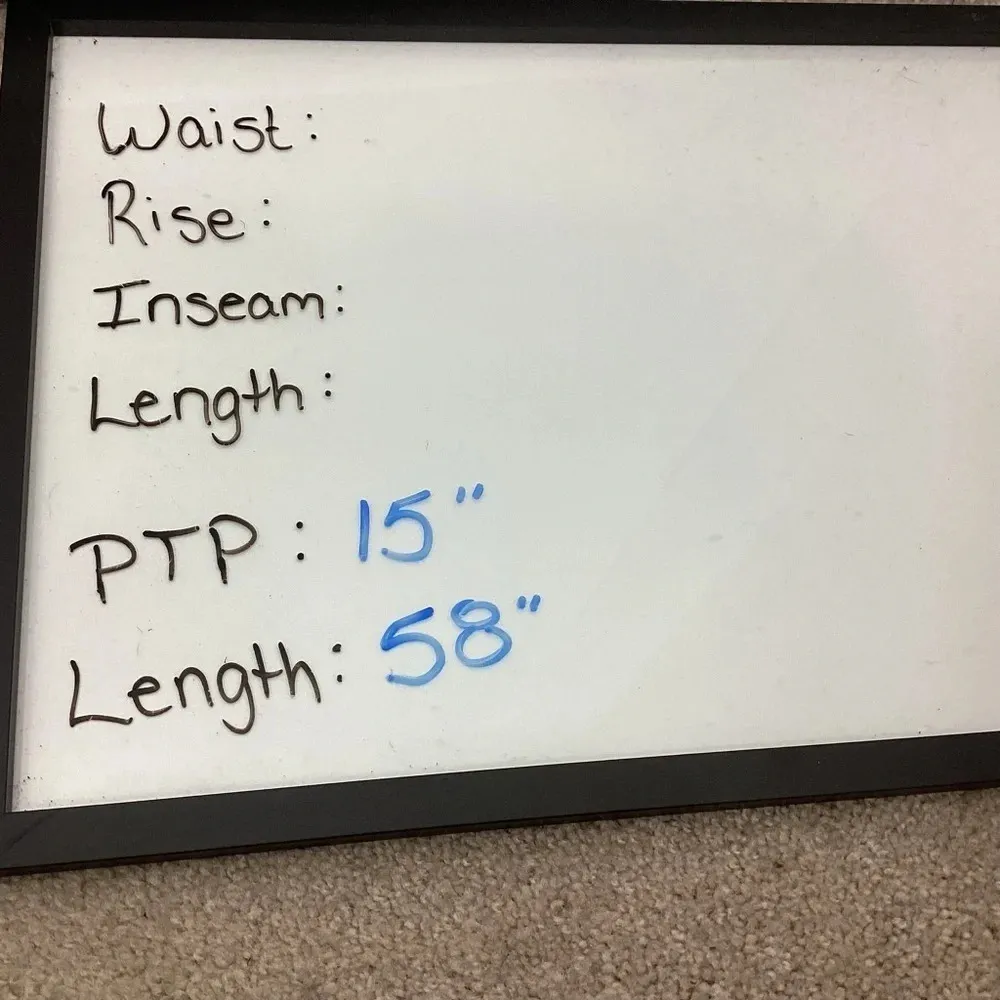 Waist:
Rise:
Inseam:
Length:
PTP: 15"
Length: 58"